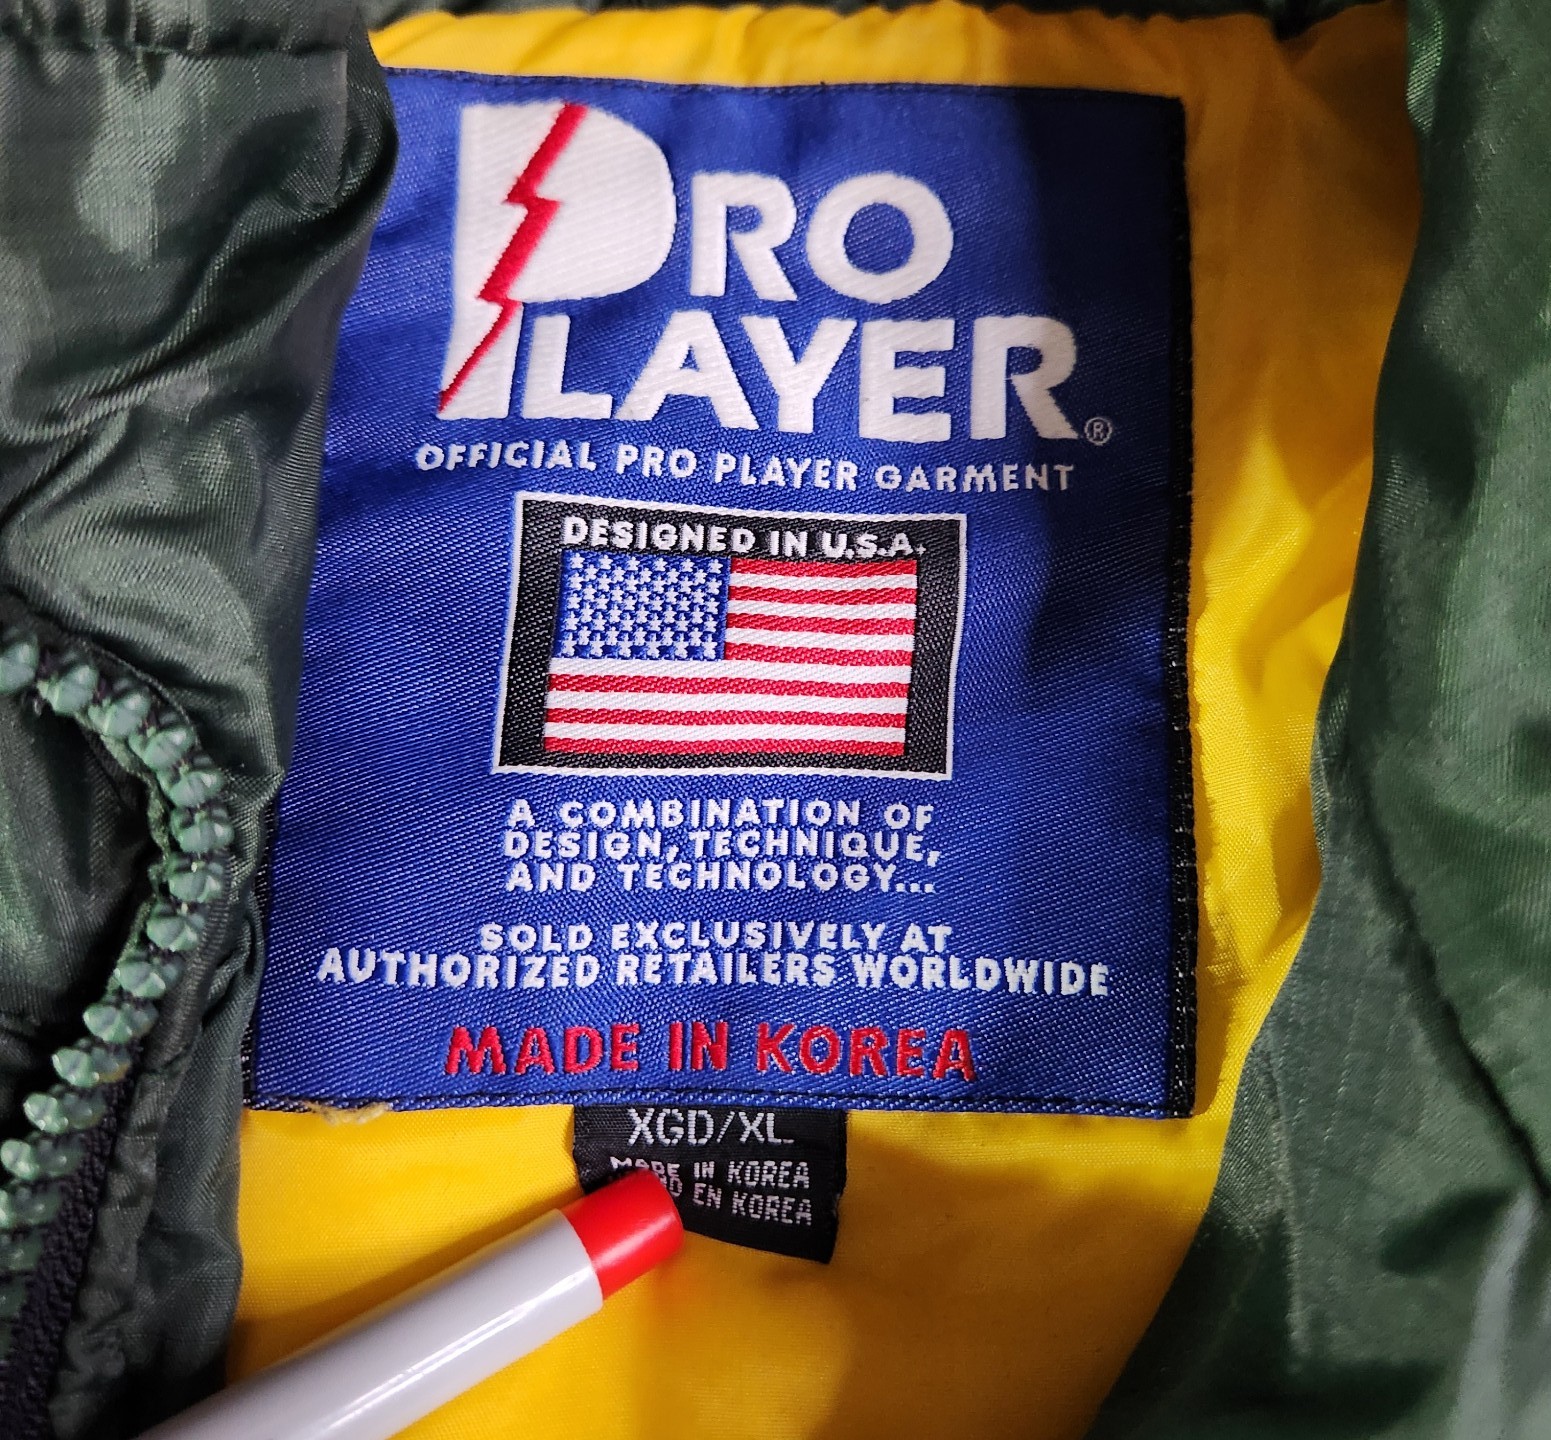 PRO
PLAYER®
OFFICIAL PRO PLAYER GARMENT
DESIGNED IN U.S.A.
A COMBINATION OF
DESIGN, TECHNIQUE,
AND TECHNOLOGY...
SOLD EXCLUSIVELY AT
AUTHORIZED RETAILERS WORLDWIDE
MADE IN KOREA
XGD/XL
MADE IN KOREA
EN KOREA